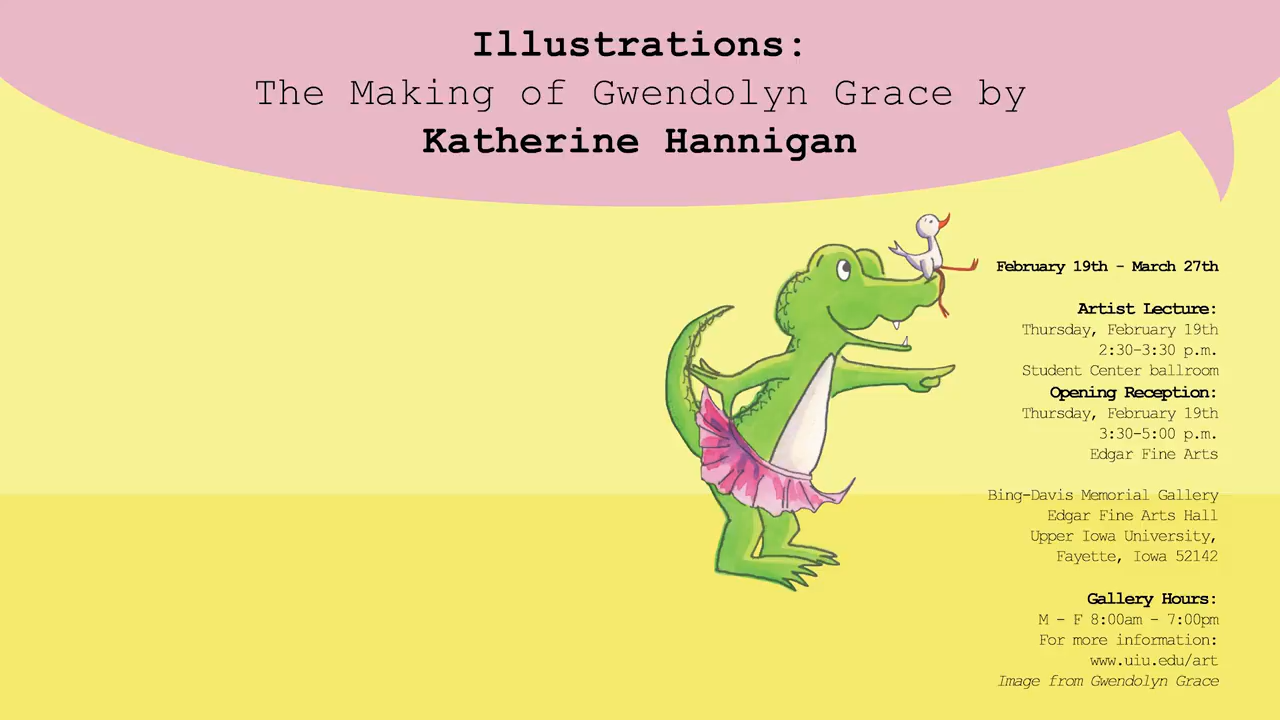 Illustrations:
The Making of Gwendolyn Grace by
Katherine Hannigan
February 19th - March 27th
Artist Lecture:
Thursday, February 19th
2:30-3:30 p.m.
Student Center ballroom
Opening Reception:
Thursday, February 19th
3:30-5:00 p.m.
Edgar Fine Arts
Bing-Davis Memorial Gallery
Edgar Fine Arts Hall
Upper Iowa University,
Fayette, Iowa 52142
Gallery Hours:
M - F 8:00am - 7:00pm
For more information:
www.uiu.edu/art
Image from Gwendolyn Grace